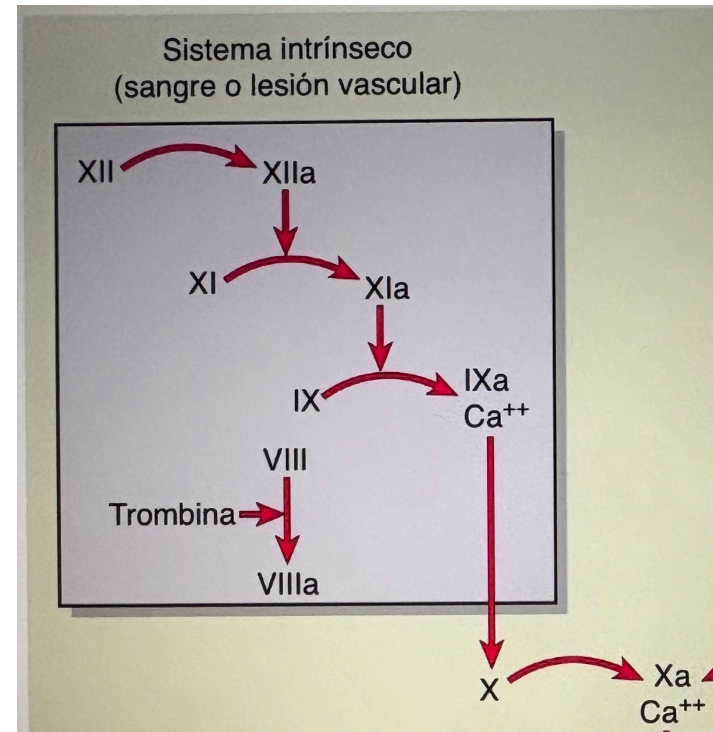 Sistema intrínseco
(sangre o lesión vascular)
XII XIIa
XI XIa
IX IXa
Ca++
VIII
Trombina
VIIIa
X Xa
Ca++